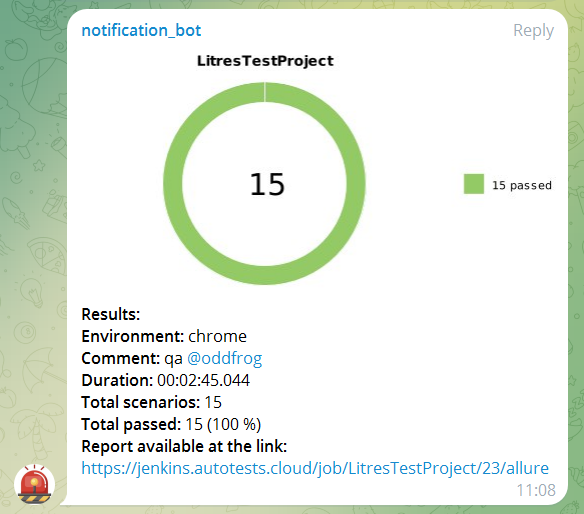 notification_bot
Reply
LitresTestProject
15
15 passed
Results:
Environment: chrome
Comment: qa @oddfrog
Duration: 00:02:45.044
Total scenarios: 15
Total passed: 15 (100 %)
Report available at the link:
https://jenkins.autotests.cloud/job/LitresTestProject/23/allure
11:08